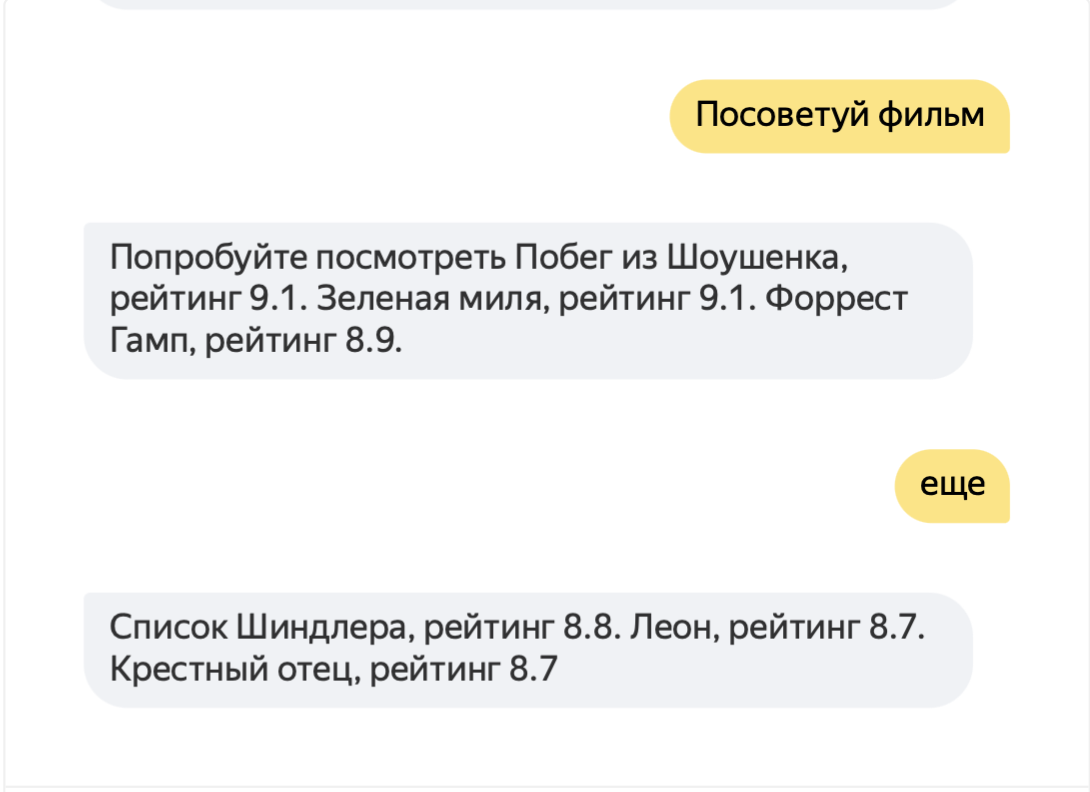 Посоветуй фильм
Попробуйте посмотреть Побег из Шоушенка,
рейтинг 9.1. Зеленая миля, рейтинг 9.1. Форрест
Гамп, рейтинг 8.9.
еще
Список Шиндлера, рейтинг 8.8. Леон, рейтинг 8.7.
Крестный отец, рейтинг 8.7